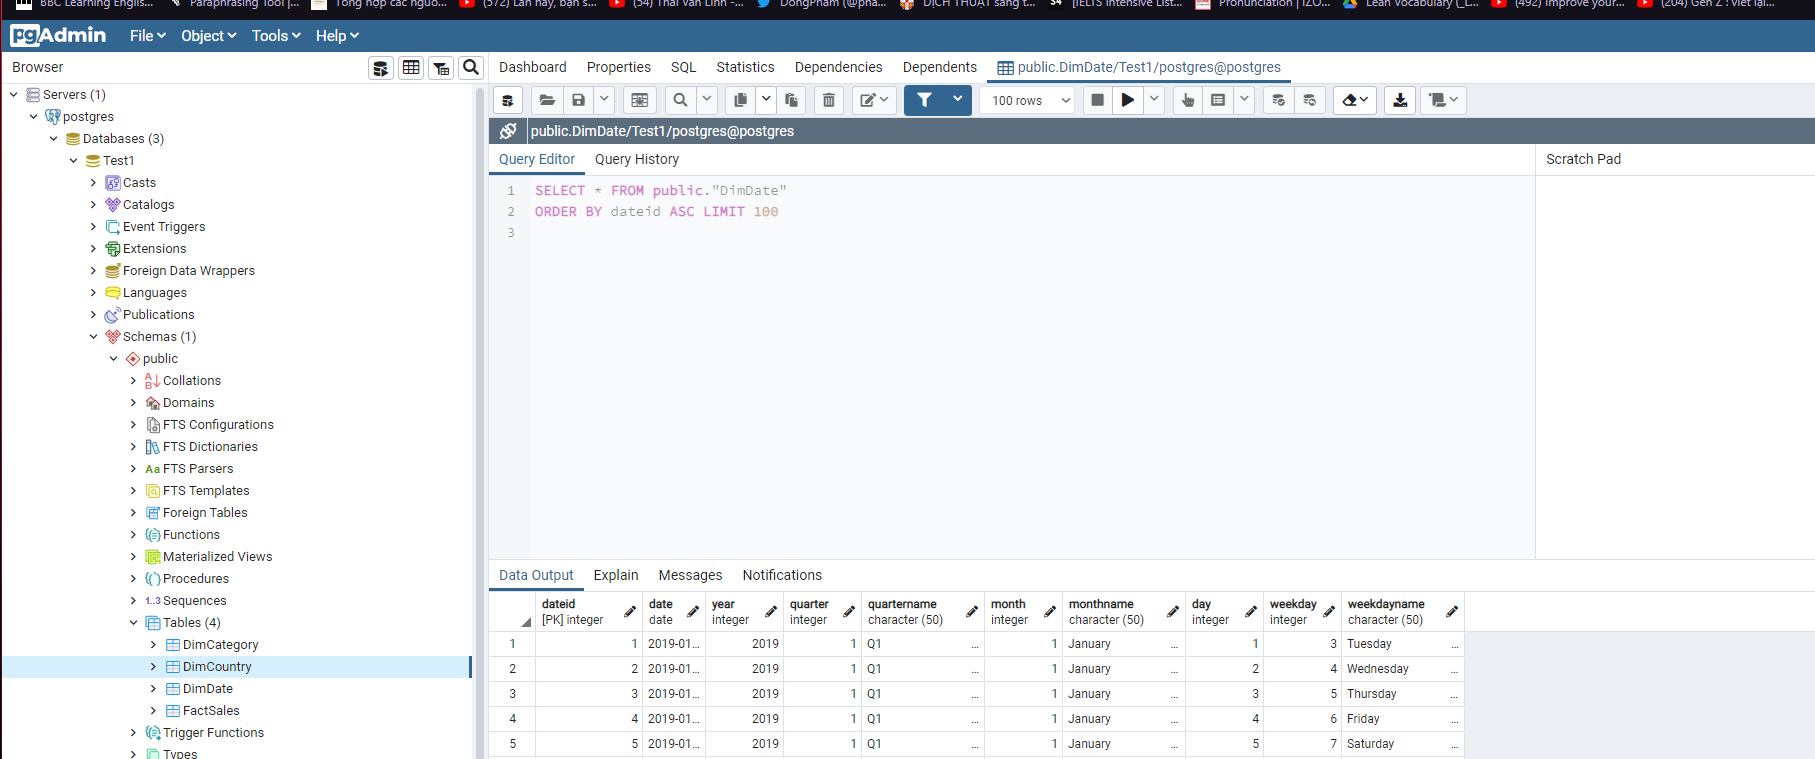 BBC Learning Englis...
Paraphrasing Tool |...
Tổng hợp các nguồ...
(572) Lần này, bạn s...
(54) Thai Van Linh -...
DongPham (@pha...
DỊCH THUẬT sáng t...
[IELTS Intensive List...
Pronunciation | IZO...
Lean Vocabulary (_L...
(492) Improve your...
(204) Gen Z : viết lại...
pgAdmin File Object Tools Help
Browser
Dashboard Properties SQL Statistics Dependencies Dependents public.DimDate/Test1/postgres@postgres
Servers (1)
postgres
Databases (3)
Test1
Casts
Catalogs
Event Triggers
Extensions
Foreign Data Wrappers
Languages
Publications
Schemas (1)
public
Collations
Domains
FTS Configurations
FTS Dictionaries
Aa FTS Parsers
FTS Templates
Foreign Tables
Functions
Materialized Views
Procedures
1..3 Sequences
Tables (4)
DimCategory
DimCountry
DimDate
FactSales
Trigger Functions
Types
100 rows
public.DimDate/Test1/postgres@postgres
Query Editor Query History
Scratch Pad
1 SELECT * FROM public."DimDate"
2 ORDER BY dateid ASC LIMIT 100
3
Data Output Explain Messages Notifications
dateid date year quarter quartername month monthname day weekday weekdayname
[PK] integer date integer integer character (50) integer character (50) integer integer character (50)
1 1 2019-01... 2019 1 Q1 ... 1 January ... 1 3 Tuesday ...
2 2 2019-01... 2019 1 Q1 ... 1 January ... 2 4 Wednesday ...
3 3 2019-01... 2019 1 Q1 ... 1 January ... 3 5 Thursday ...
4 4 2019-01... 2019 1 Q1 ... 1 January ... 4 6 Friday ...
5 5 2019-01... 2019 1 Q1 ... 1 January ... 5 7 Saturday ...